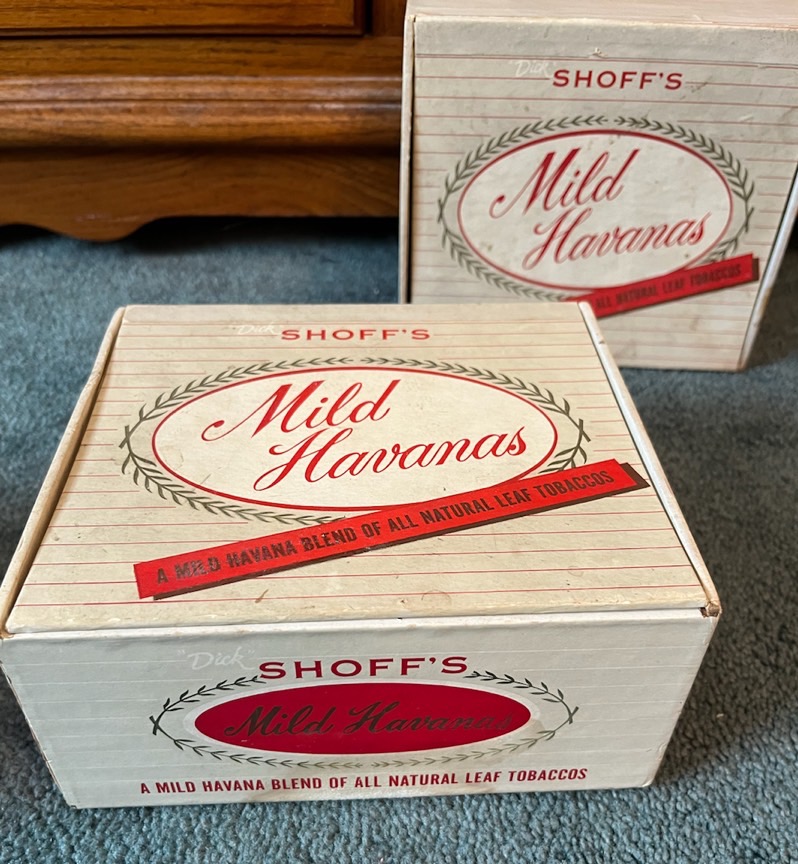 "Dick" SHOFF'S
Mild
Havanas
ALL NATURAL LEAF TOBACCOS
"Dick" SHOFF'S
Mild
Havanas
A MILD HAVANA BLEND OF ALL NATURAL LEAF TOBACCOS
"Dick" SHOFF'S
Mild Havanas
A MILD HAVANA BLEND OF ALL NATURAL LEAF TOBACCOS